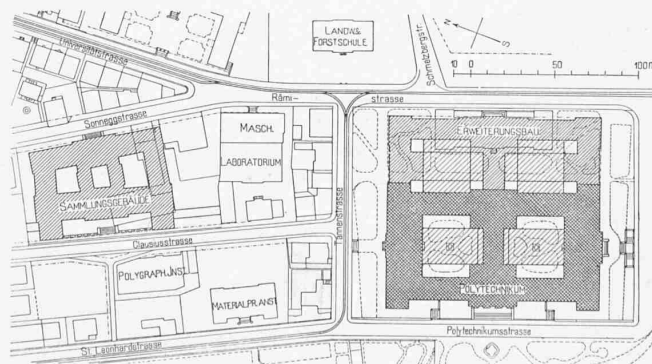 LANDW.&
FORSTSCHULE
Schmelzbergstr.
S
10 0 50 100
Universitätstrasse
Rämi-
strasse
Sonneggstrasse
MASCH.
LABORATORIUM
ERWEITERUNGSBAU
SAMMLUNGSGEBÄUDE
Tannerstrasse
Clausiusstrasse
POLYGRAPH.INST.
MATERIALPR.ANST.
POLYTECHNIKUM
Polytechnikumsstrasse
St. Leonhardstrasse